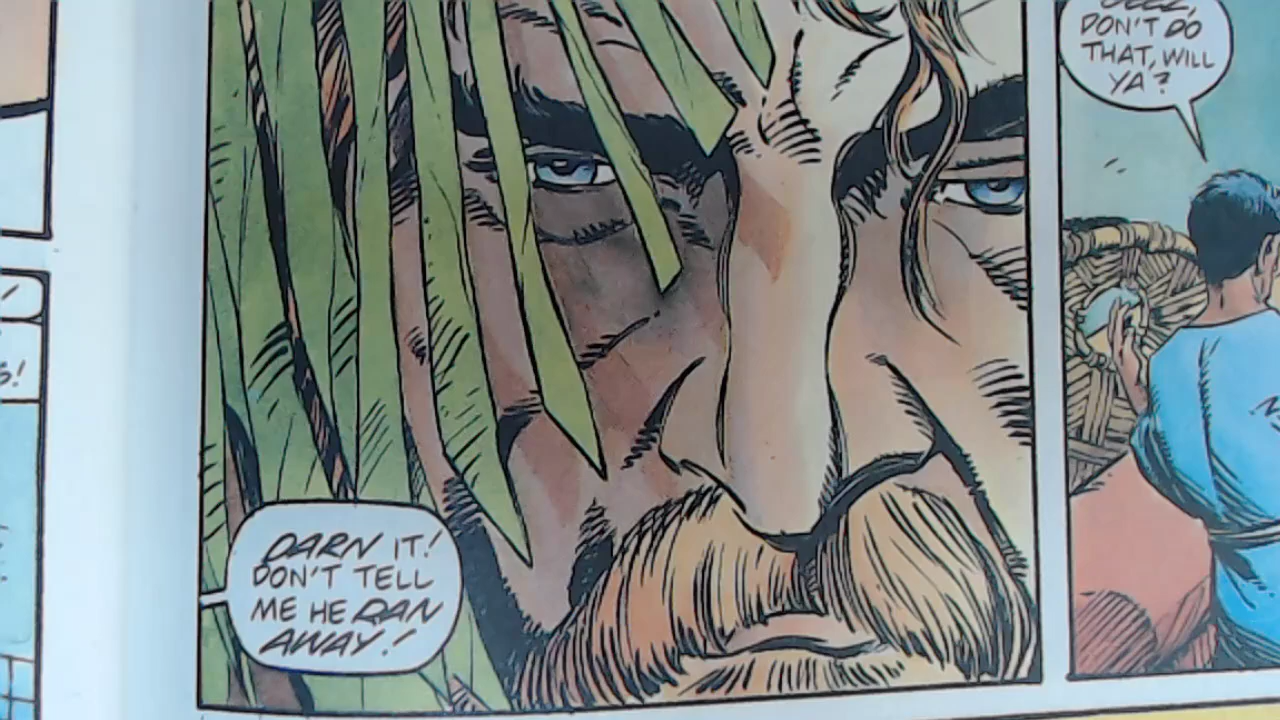 S!
DARN IT!
DON'T TELL
ME HE RAN
AWAY!
DON'T DO
THAT, WILL
YA?